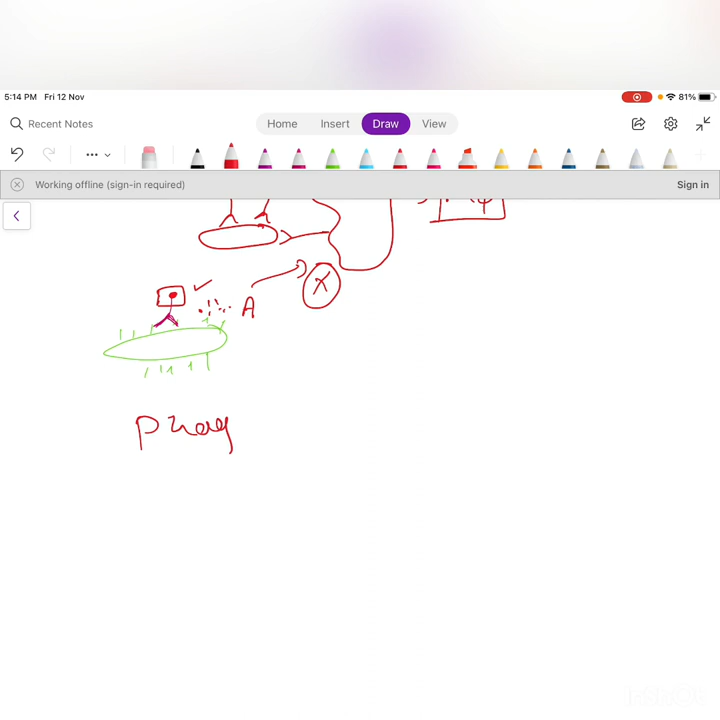 5:14 PM Fri 12 Nov
81%
Recent Notes
Home Insert Draw View
Working offline (sign-in required)
Sign in
X
A
Phag